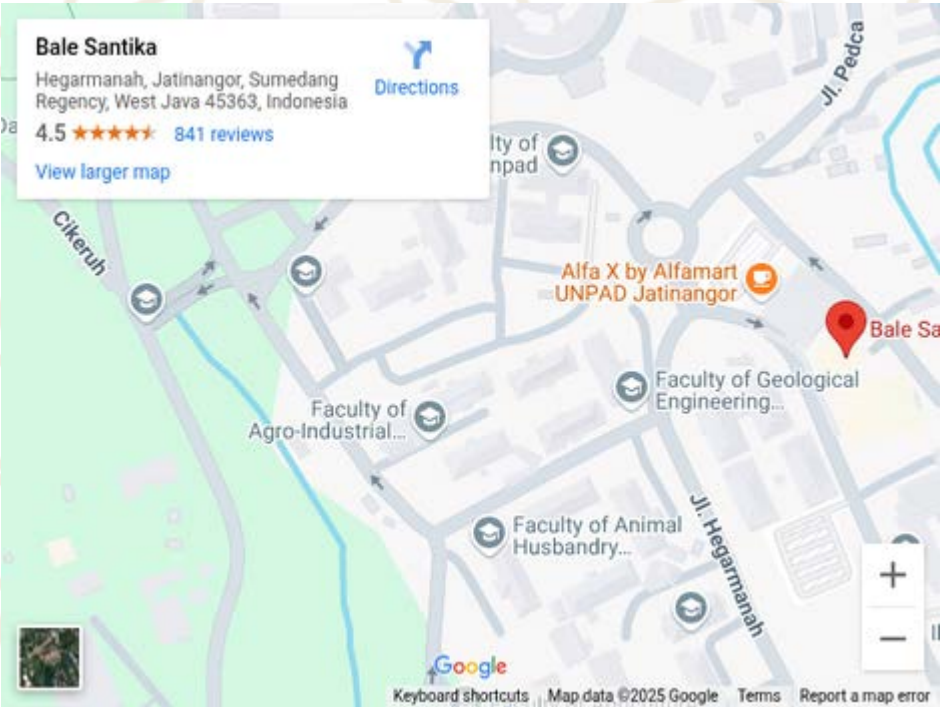 Bale Santika
Hegarmanah, Jatinangor, Sumedang
Regency, West Java 45363, Indonesia
4.5
841 reviews
View larger map
Directions
Jl. Pedca
lty of
npad
Cikeruh
Alfa X by Alfamart
UNPAD Jatinangor
Bale Sa
Faculty of Geological
Engineering...
Faculty of
Agro-Industrial...
Faculty of Animal
Husbandry...
Jl. Hegarmanah
Google
Keyboard shortcuts
Map data ©2025 Google
Terms
Report a map error